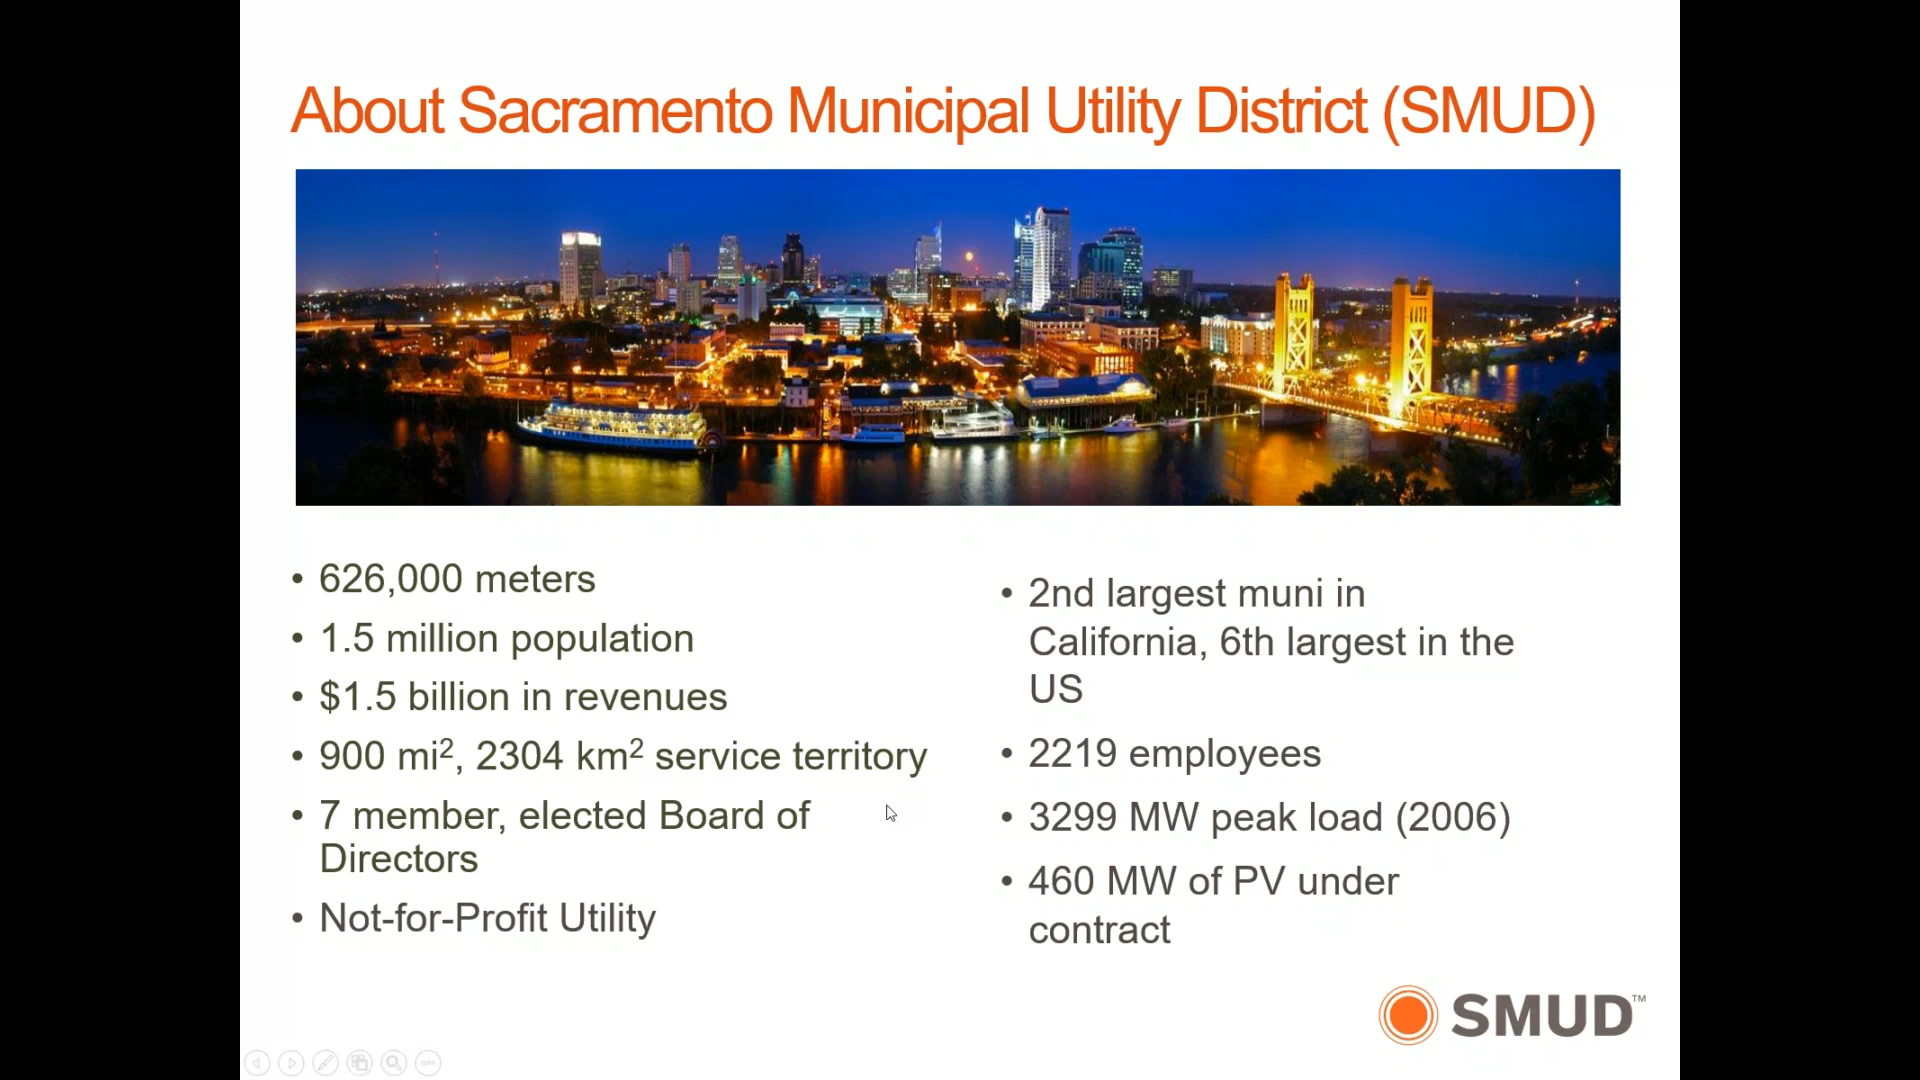 About Sacramento Municipal Utility District (SMUD)
• 626,000 meters
• 1.5 million population
• $1.5 billion in revenues
• 900 mi², 2304 km² service territory
• 7 member, elected Board of
Directors
• Not-for-Profit Utility
• 2nd largest muni in
California, 6th largest in the
US
• 2219 employees
• 3299 MW peak load (2006)
• 460 MW of PV under
contract
SMUD™